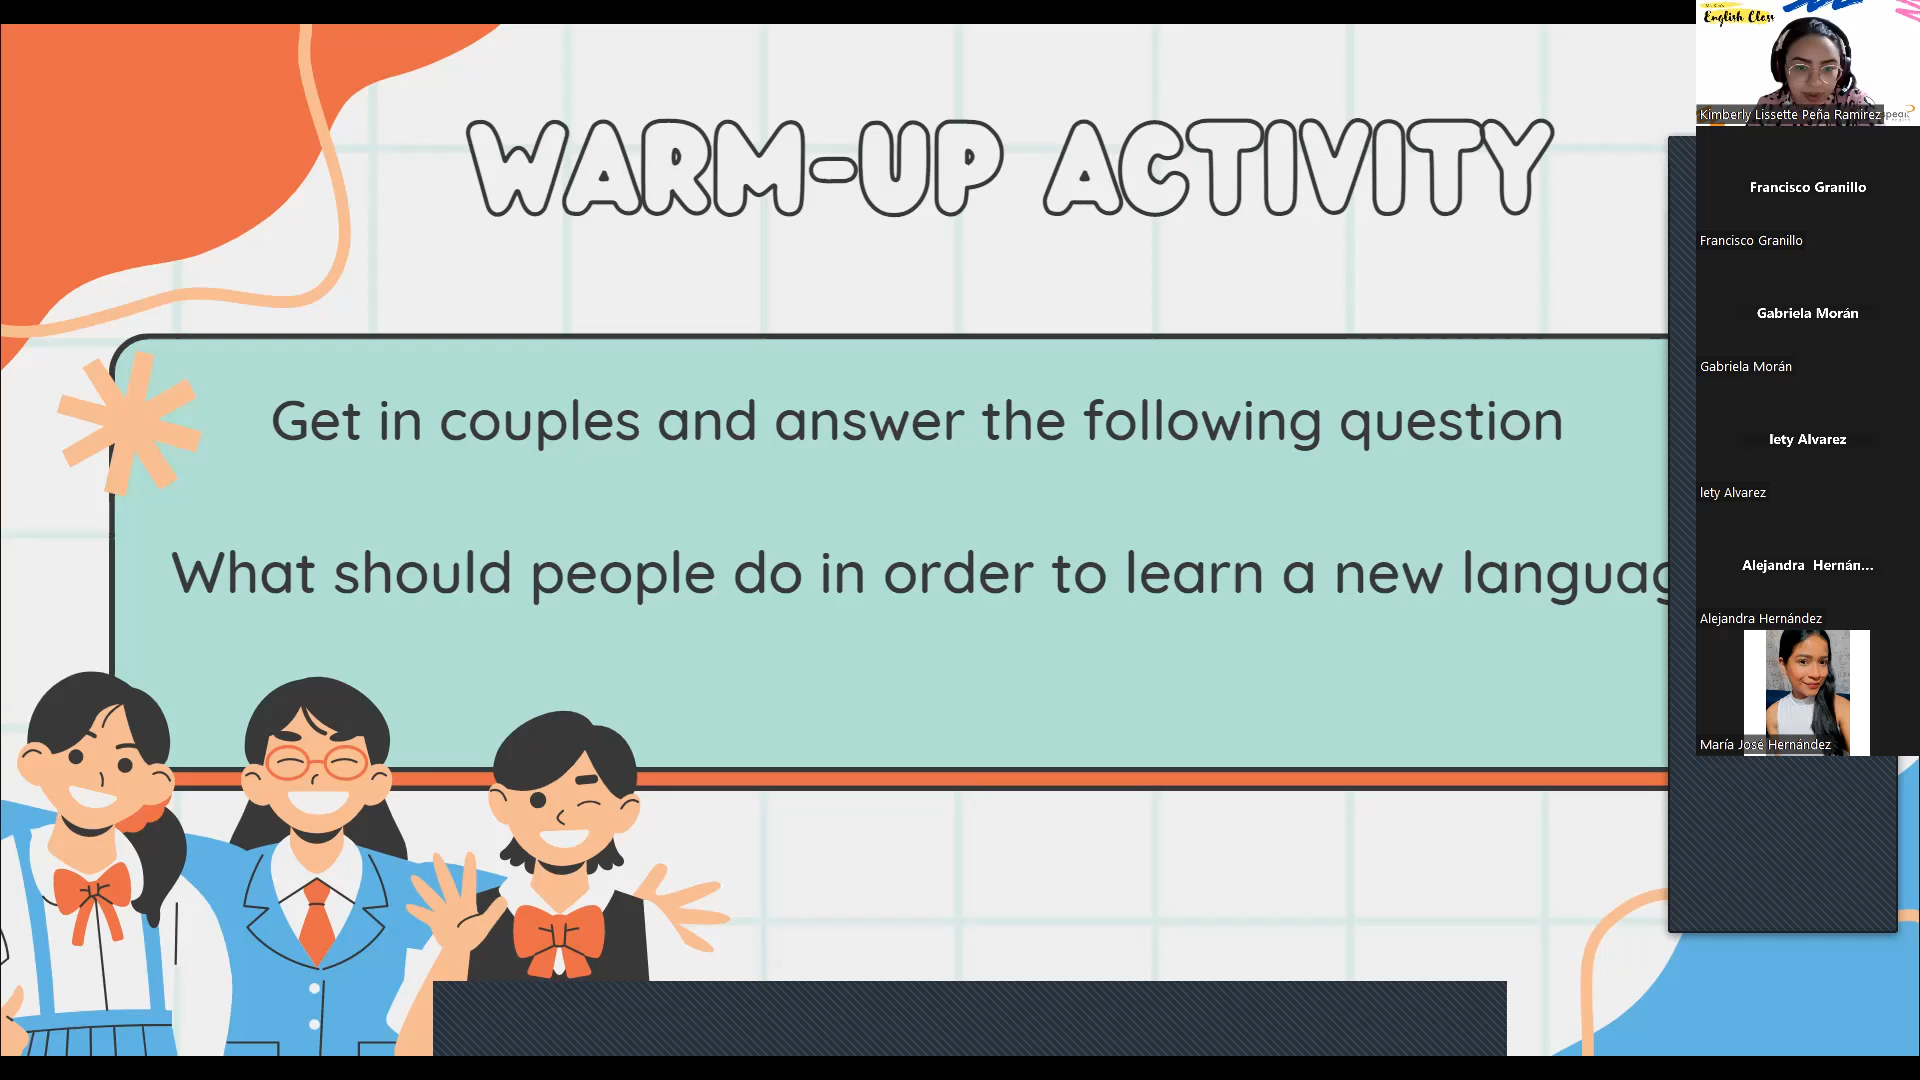 WARM-UP ACTIVITY
Get in couples and answer the following question
What should people do in order to learn a new languag
English Class
Kimberly Lissette Peña Ramirez
speak
Francisco Granillo
Francisco Granillo
Gabriela Morán
Gabriela Morán
lety Alvarez
lety Alvarez
Alejandra Hernán...
Alejandra Hernández
María José Hernández